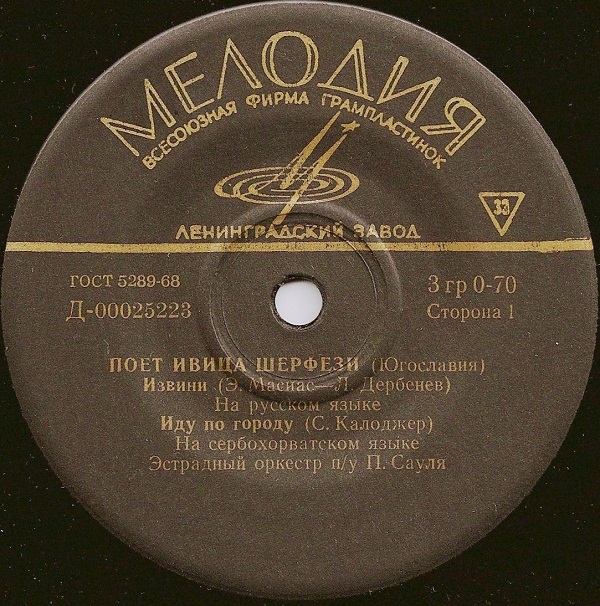 МЕЛОДИЯ
ВСЕСОЮЗНАЯ ФИРМА ГРАМПЛАСТИНОК
33
ЛЕНИНГРАДСКИЙ ЗАВОД
ГОСТ 5289-68
3 гр 0-70
Д-00025223
Сторона 1
ПОЕТ ИВИЦА ШЕРФЕЗИ (Югославия)
Извини (Э. Масиас—Л. Дербенев)
На русском языке
Иду по городу (С. Калоджер)
На сербохорватском языке
Эстрадный оркестр п/у П. Сауля